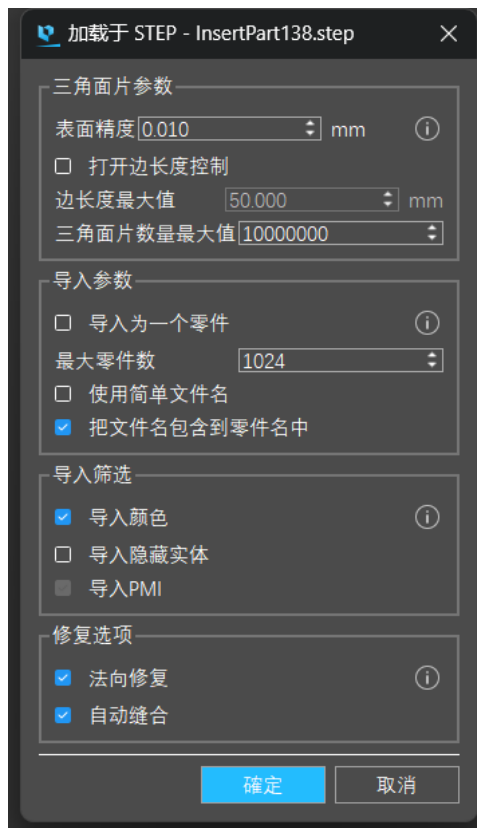 加载于 STEP - InsertPart138.step
三角面片参数
表面精度 0.010 mm
打开边长度控制
边长度最大值 50.000 mm
三角面片数量最大值 10000000
导入参数
导入为一个零件
最大零件数 1024
使用简单文件名
把文件名包含到零件名中
导入筛选
导入颜色
导入隐藏实体
导入PMI
修复选项
法向修复
自动缝合
確定 取消